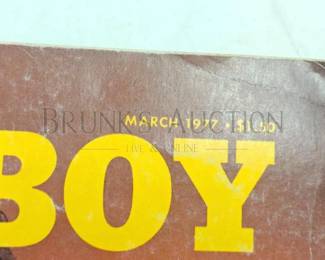 MARCH 1977 • $1.50
BRUNK AUCTION
LIVE & ONLINE
BOY